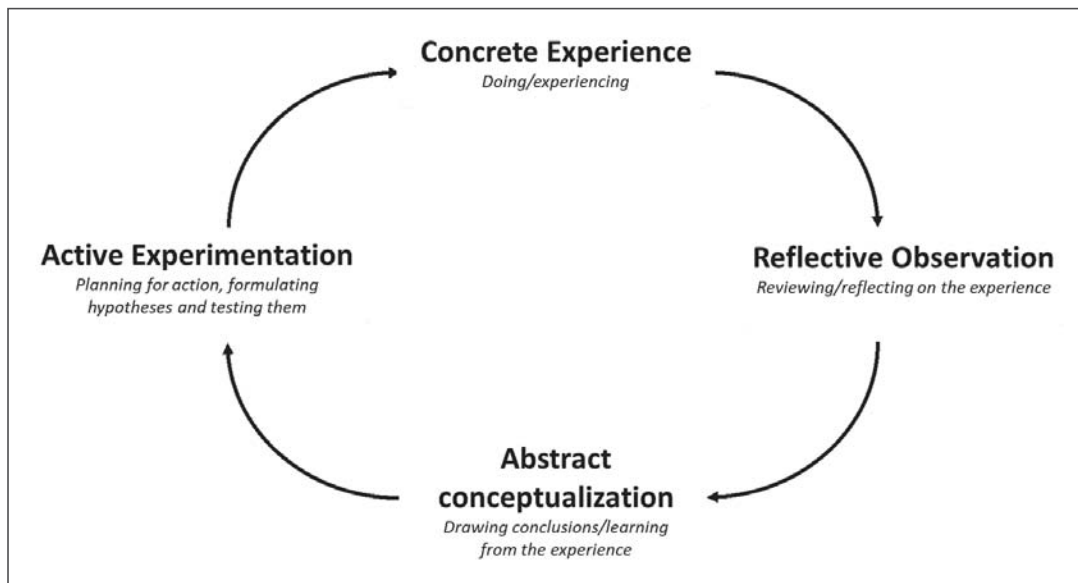 Concrete Experience
Doing/experiencing
Active Experimentation
Planning for action, formulating
hypotheses and testing them
Reflective Observation
Reviewing/reflecting on the experience
Abstract
conceptualization
Drawing conclusions/learning
from the experience